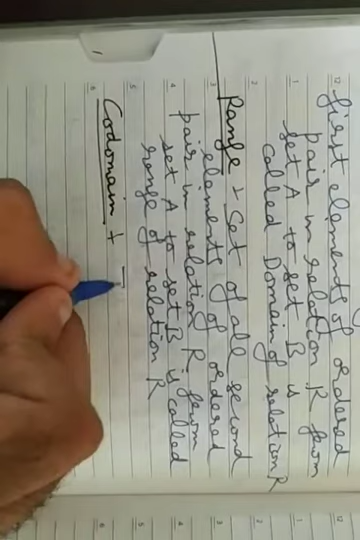 first elements of ordered
pair in relation R from
set A to set B is
called Domain of relation R
Range → Set of all second
elements of ordered
pair in relation R from
set A to set B is called
range of relation R
Codomain →